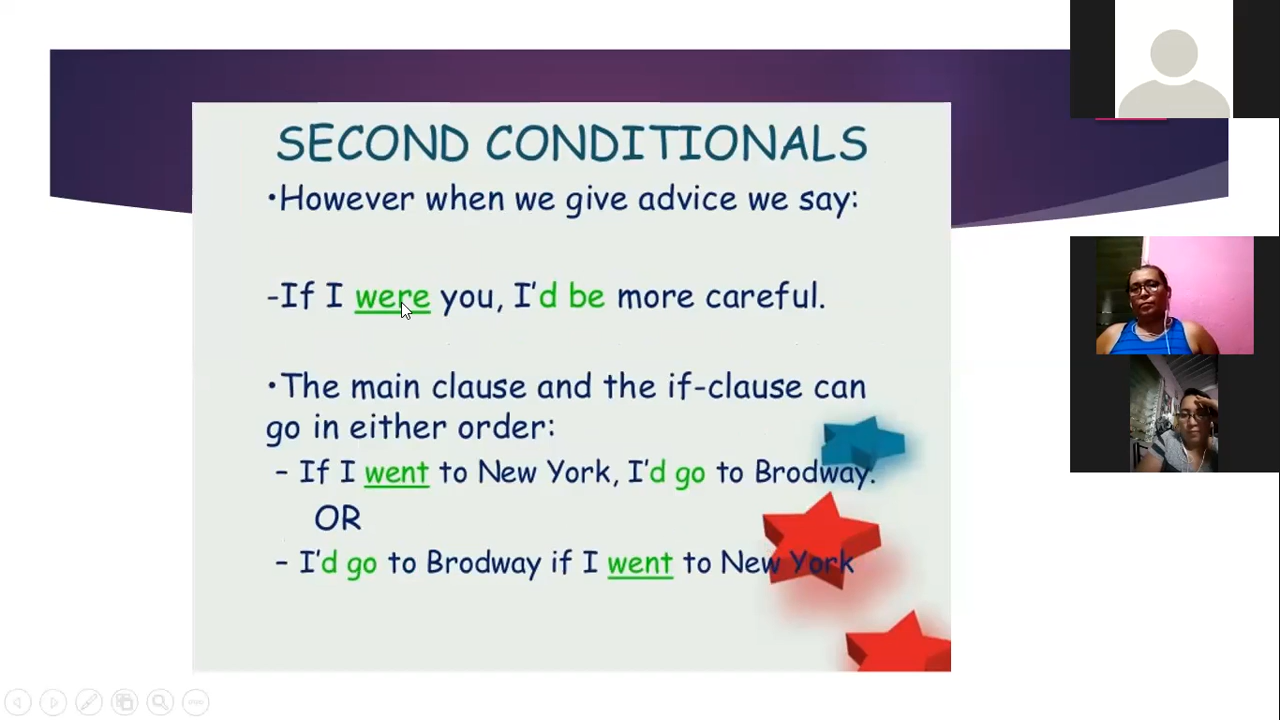 SECOND CONDITIONALS
•However when we give advice we say:
-If I were you, I'd be more careful.
•The main clause and the if-clause can
go in either order:
– If I went to New York, I'd go to Brodway.
OR
– I'd go to Brodway if I went to New York